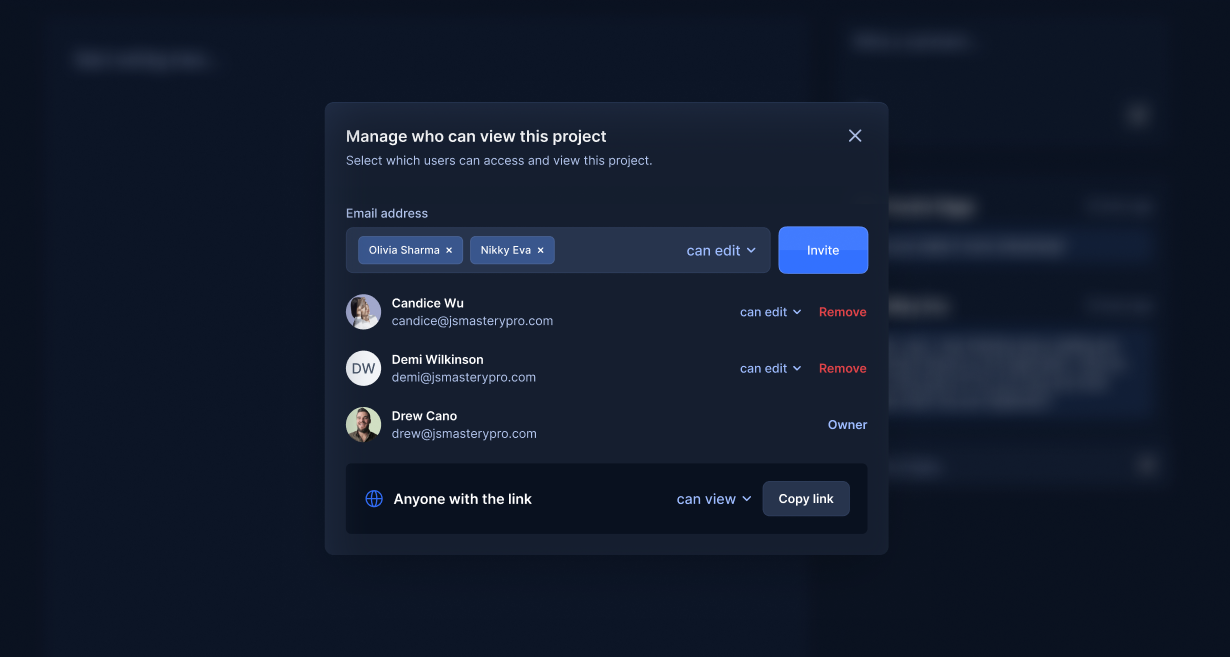 Manage who can view this project
Select which users can access and view this project.
Email address
Olivia Sharma × Nikky Eva × can edit Invite
Candice Wu
candice@jsmasterypro.com
can edit Remove
DW
Demi Wilkinson
demi@jsmasterypro.com
can edit Remove
Drew Cano
drew@jsmasterypro.com
Owner
Anyone with the link can view Copy link